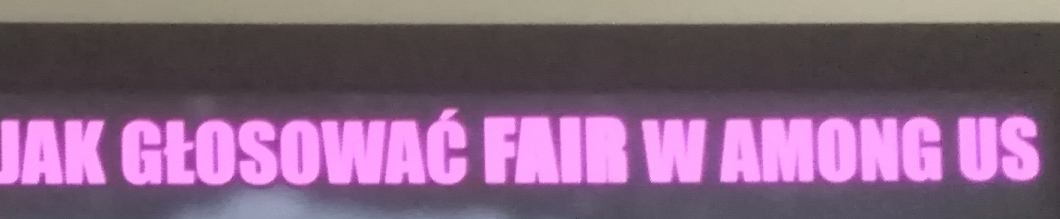 JAK GŁOSOWAĆ FAIR W AMONG US